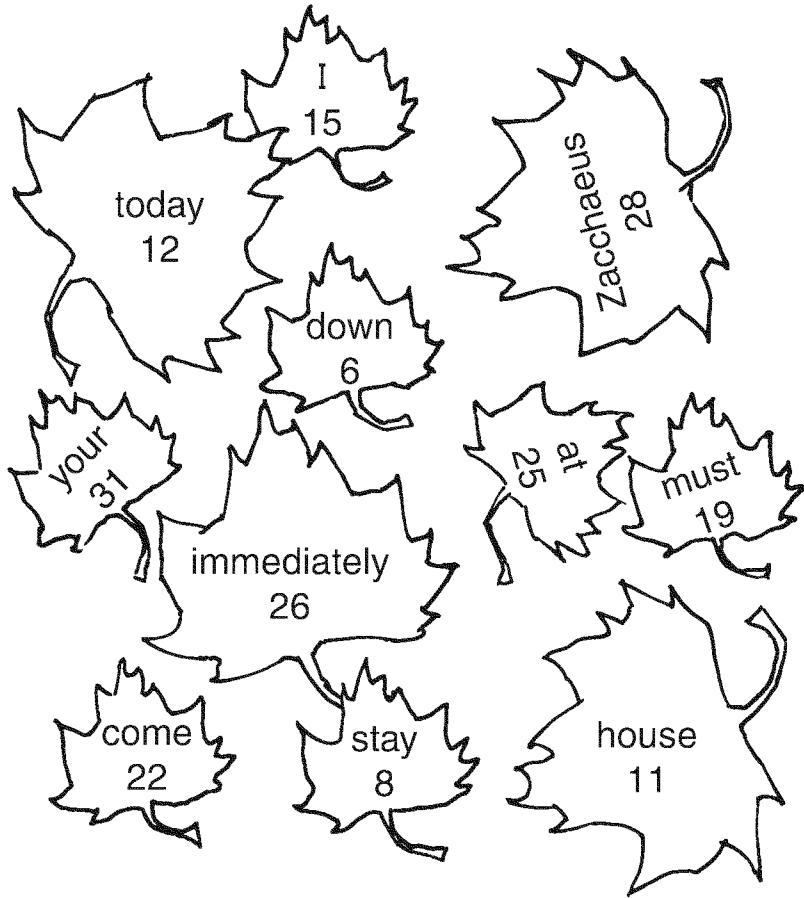 I
15
today
12
Zacchaeus
28
down
6
your
31
at
25
must
19
immediately
26
come
22
stay
8
house
11